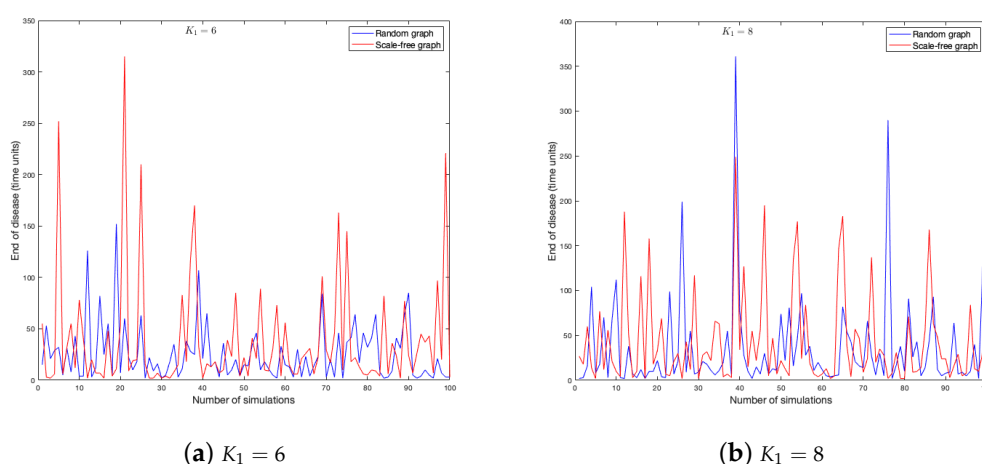 K₁ = 6
Random graph
Scale-free graph
End of disease (time units)
350
300
250
200
150
100
50
0
0 10 20 30 40 50 60 70 80 90 100
Number of simulations
(a) K₁ = 6
K₁ = 8
Random graph
Scale-free graph
End of disease (time units)
400
350
300
250
200
150
100
50
0
0 10 20 30 40 50 60 70 80 90
Number of simulations
(b) K₁ = 8